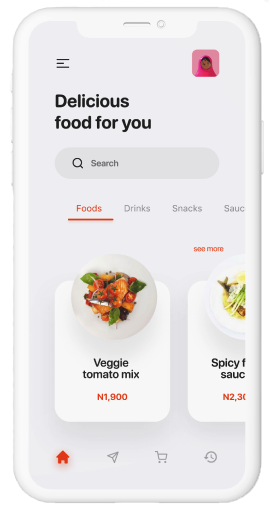 Delicious
food for you
Search
Foods Drinks Snacks Sauc
see more
Veggie
tomato mix
N1,900
Spicy f
sauc
N2,30